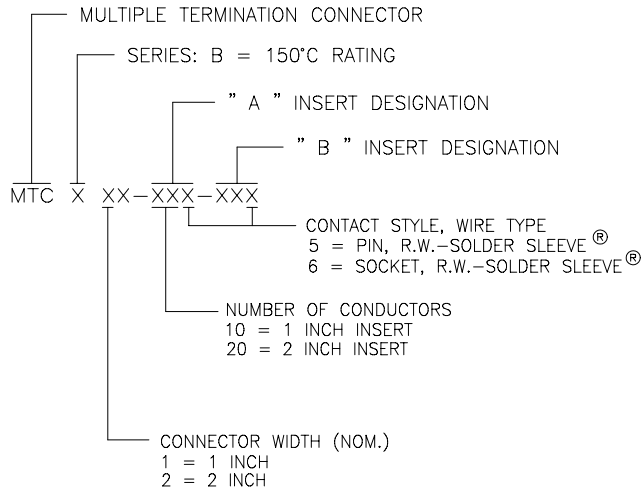 MULTIPLE TERMINATION CONNECTOR
SERIES: B = 150°C RATING
" A " INSERT DESIGNATION
" B " INSERT DESIGNATION
MTC X XX-XXX-XXX
CONTACT STYLE, WIRE TYPE
5 = PIN, R.W.-SOLDER SLEEVE®
6 = SOCKET, R.W.-SOLDER SLEEVE®
NUMBER OF CONDUCTORS
10 = 1 INCH INSERT
20 = 2 INCH INSERT
CONNECTOR WIDTH (NOM.)
1 = 1 INCH
2 = 2 INCH